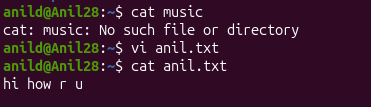 anild@Anil28:~$ cat music
cat: music: No such file or directory
anild@Anil28:~$ vi anil.txt
anild@Anil28:~$ cat anil.txt
hi how r u